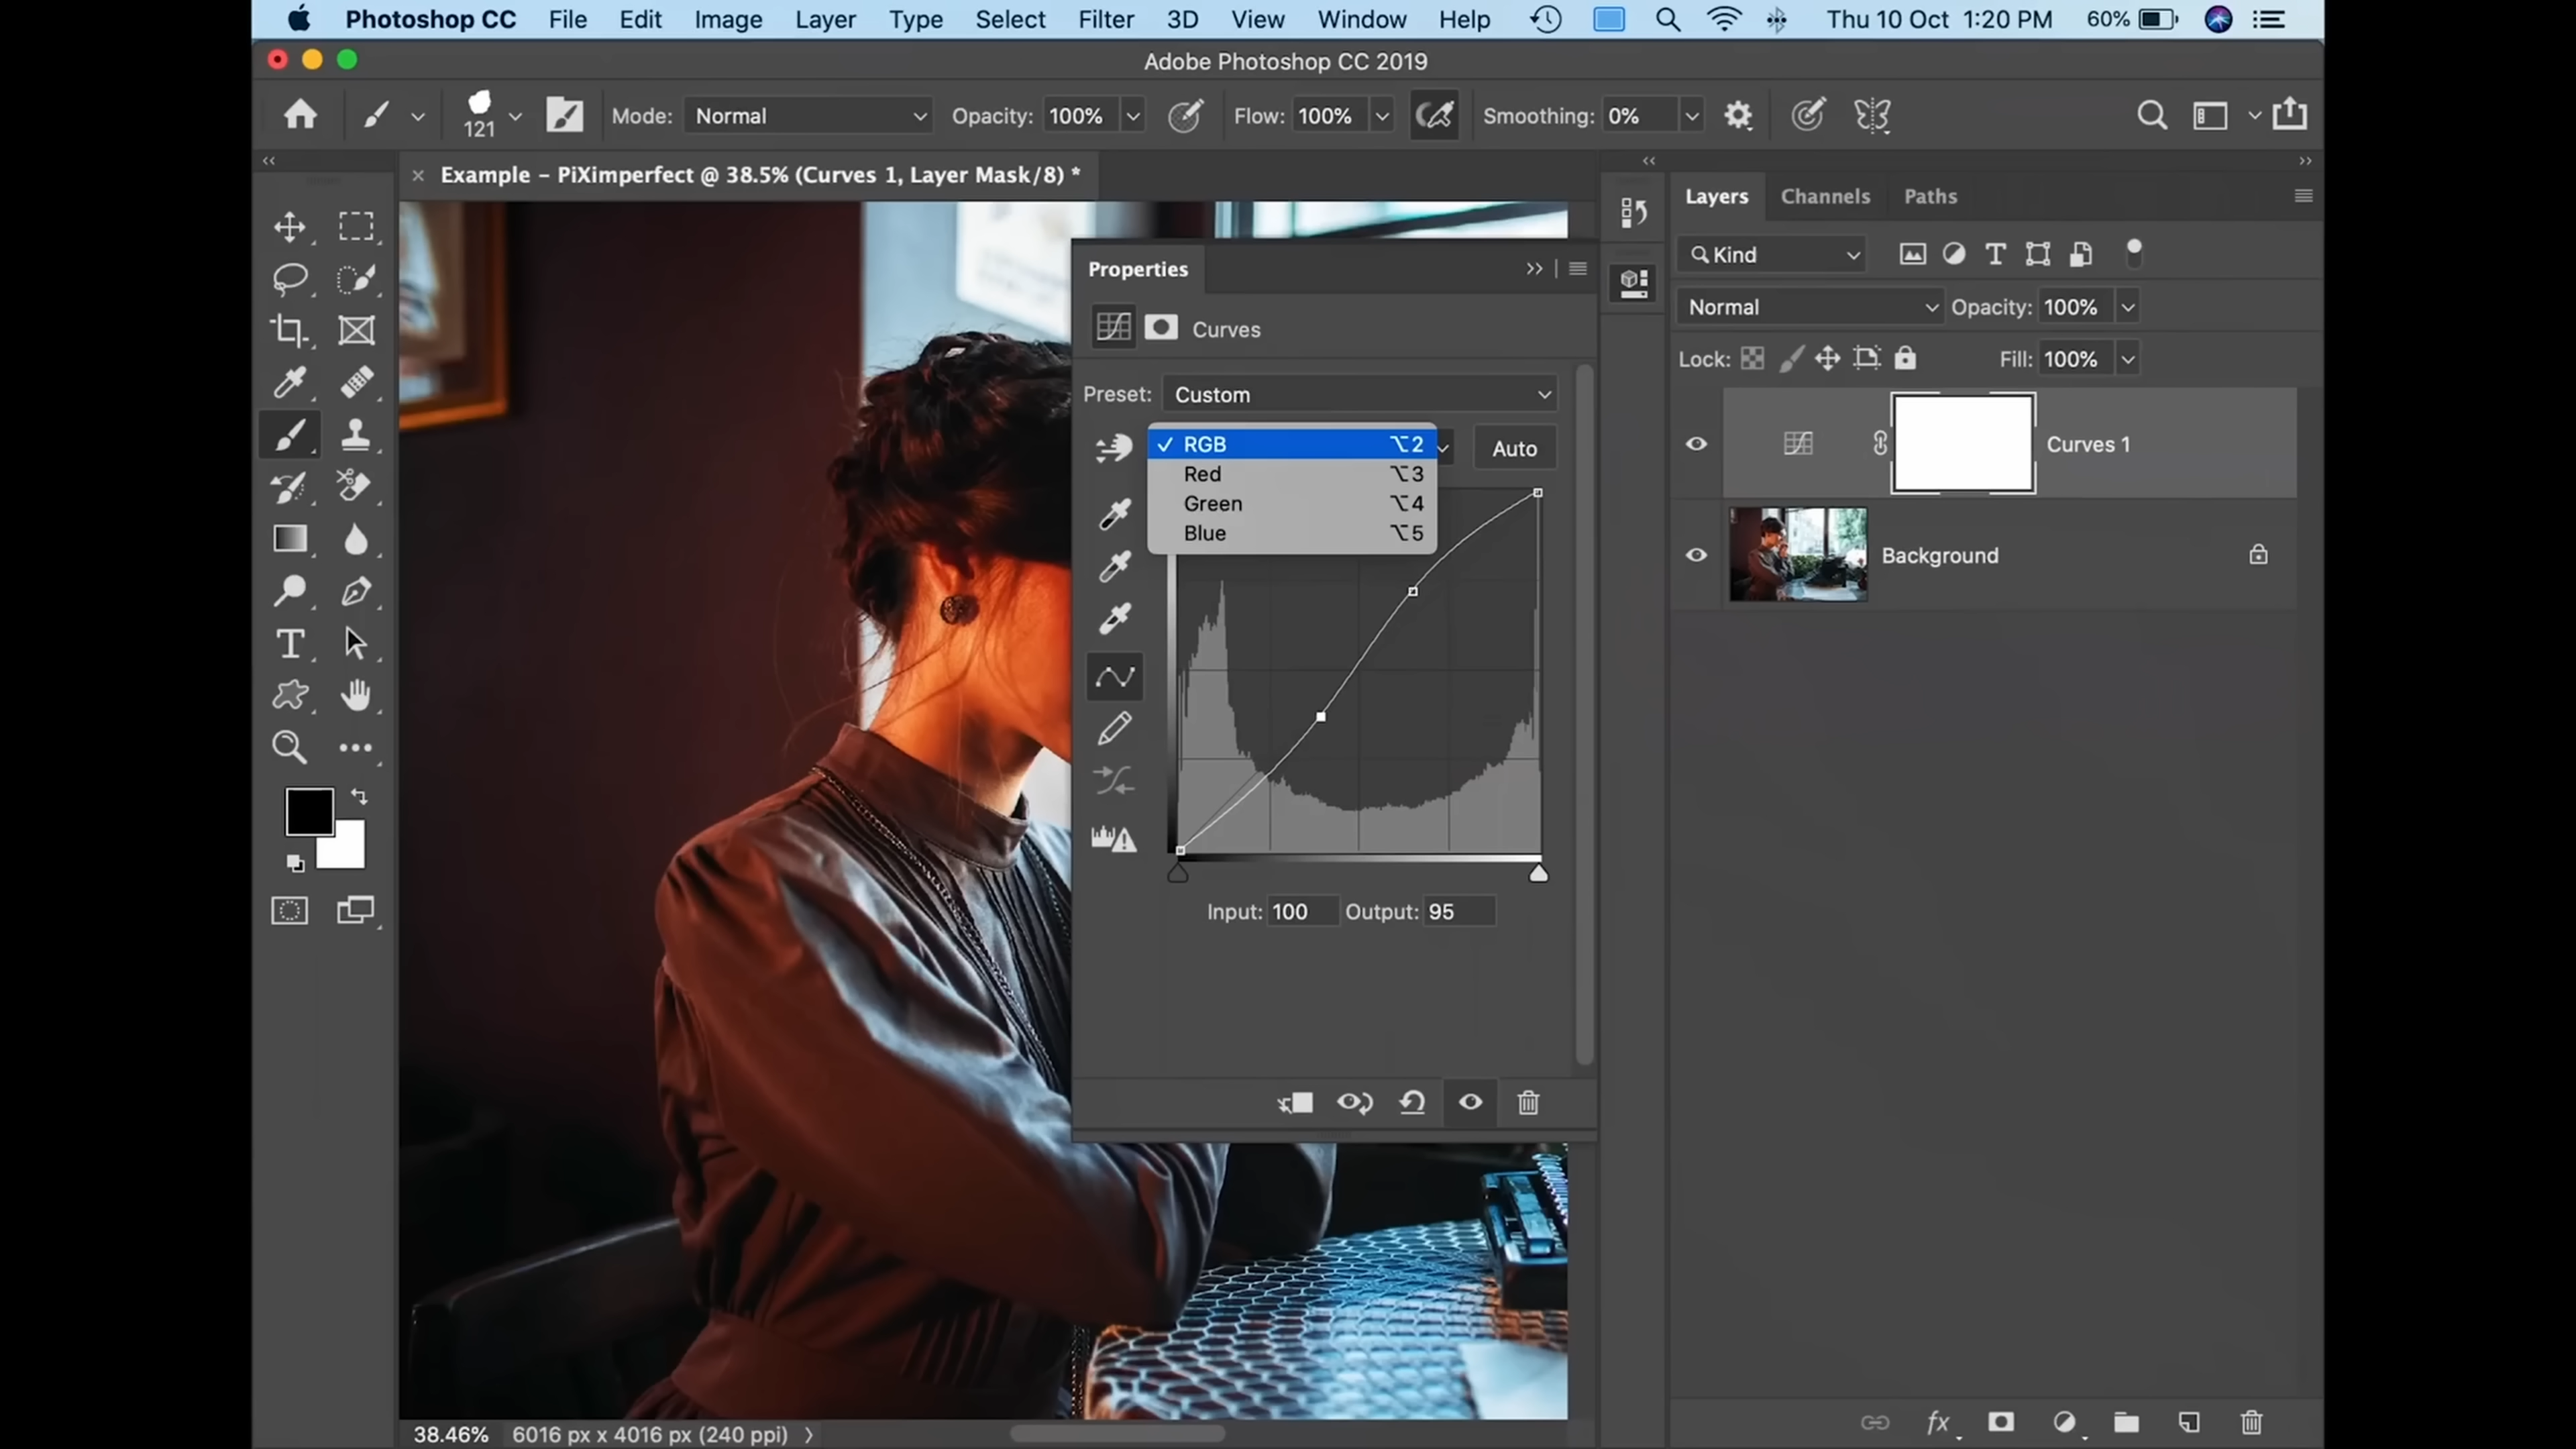 Photoshop CC File Edit Image Layer Type Select Filter 3D View Window Help Thu 10 Oct 1:20 PM 60%
Adobe Photoshop CC 2019
121 Mode: Normal Opacity: 100% Flow: 100% Smoothing: 0%
× Example - PiXimperfect @ 38.5% (Curves 1, Layer Mask/8) *
Properties
Curves
Preset: Custom
✓ RGB ⌥2
Red ⌥3
Green ⌥4
Blue ⌥5
Auto
Input: 100 Output: 95
Layers Channels Paths
Kind
Normal Opacity: 100%
Lock: Fill: 100%
Curves 1
Background
38.46% 6016 px x 4016 px (240 ppi) >